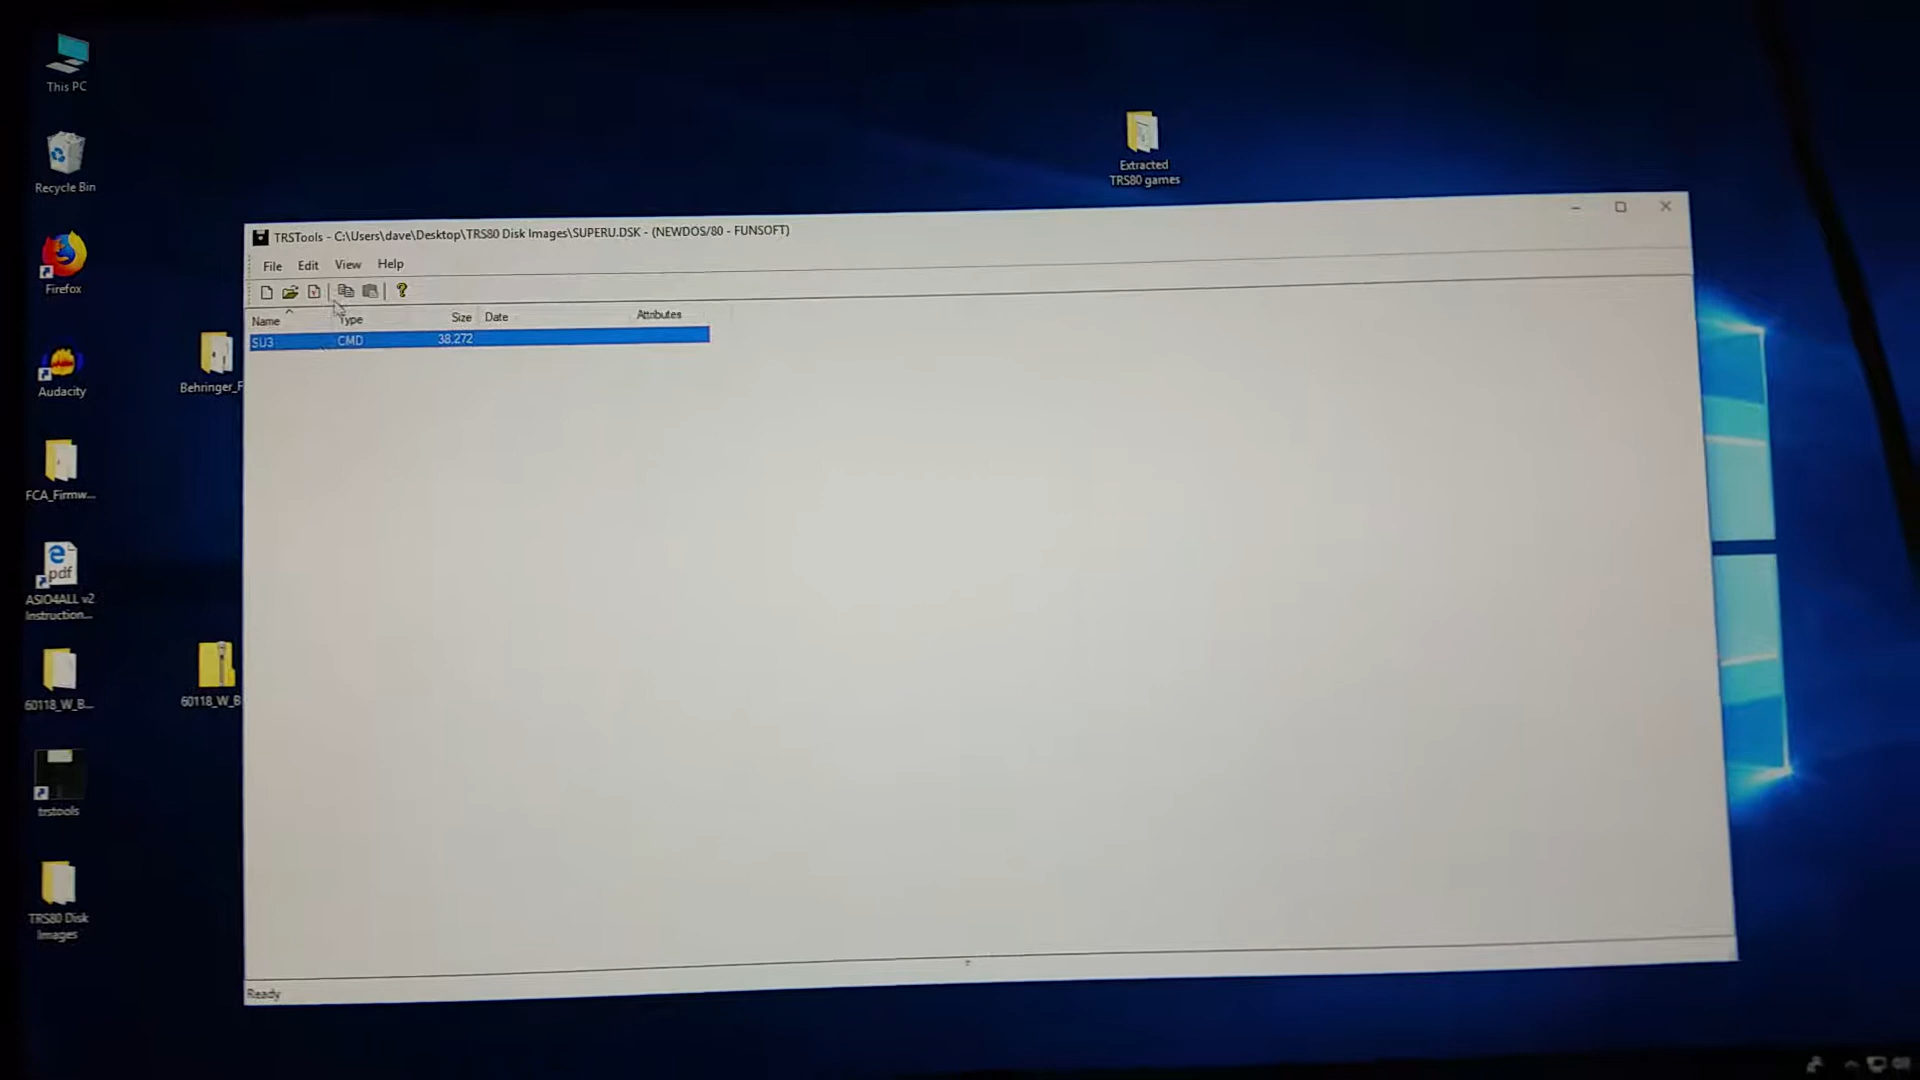 This PC
Recycle Bin
Firefox
Audacity
FCA_Firmw...
pdf
ASIO4ALL v2
Instruction...
60118_W_B...
trstools
TRS80 Disk
Images
Behringer_F
60118_W_B
Extracted
TRS80 games
TRSTools - C:\Users\dave\Desktop\TRS80 Disk Images\SUPERU.DSK - (NEWDOS/80 - FUNSOFT)
File Edit View Help
Name Type Size Date Attributes
SU3 CMD 38.272
Ready